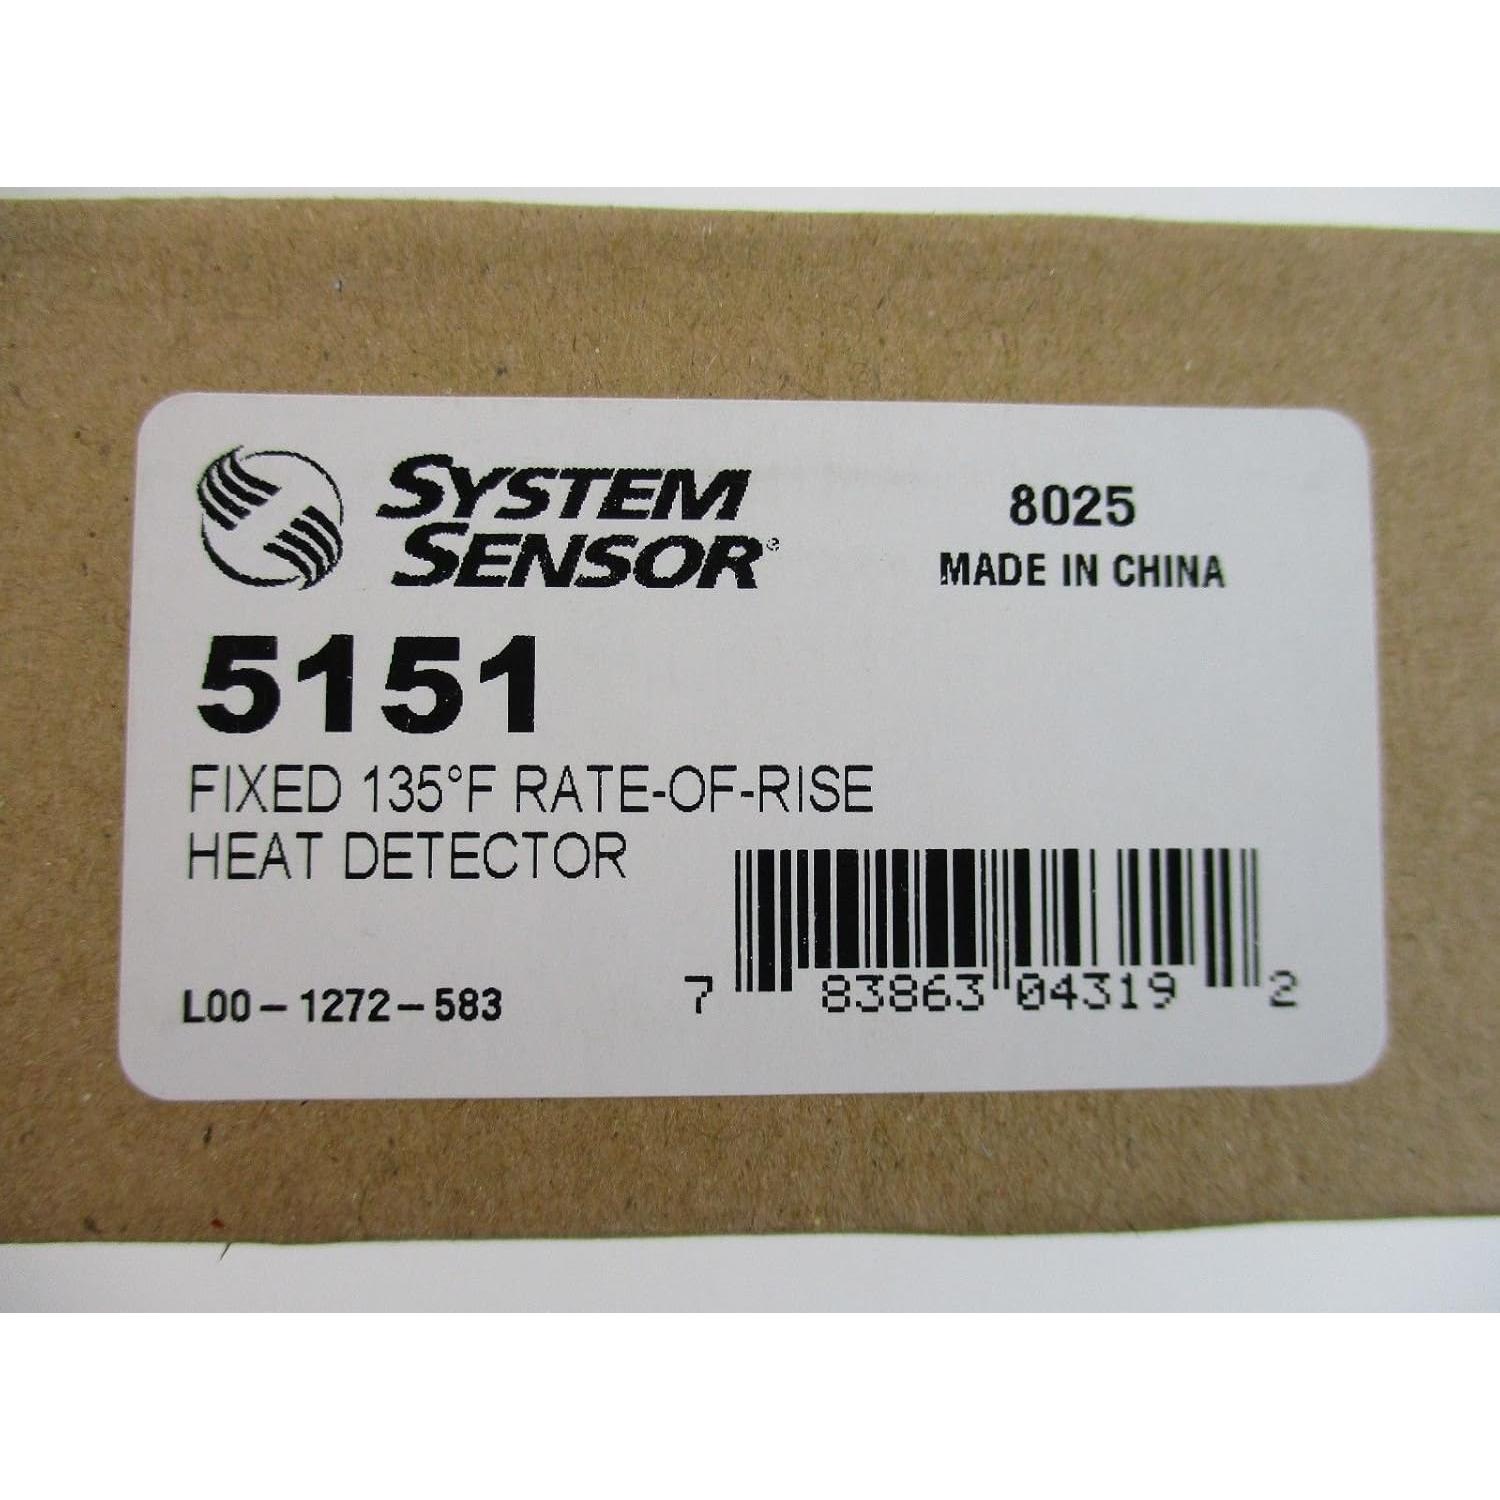 SYSTEM
SENSOR®
8025
MADE IN CHINA
5151
FIXED 135°F RATE-OF-RISE
HEAT DETECTOR
L00-1272-583
7 83863 04319 2